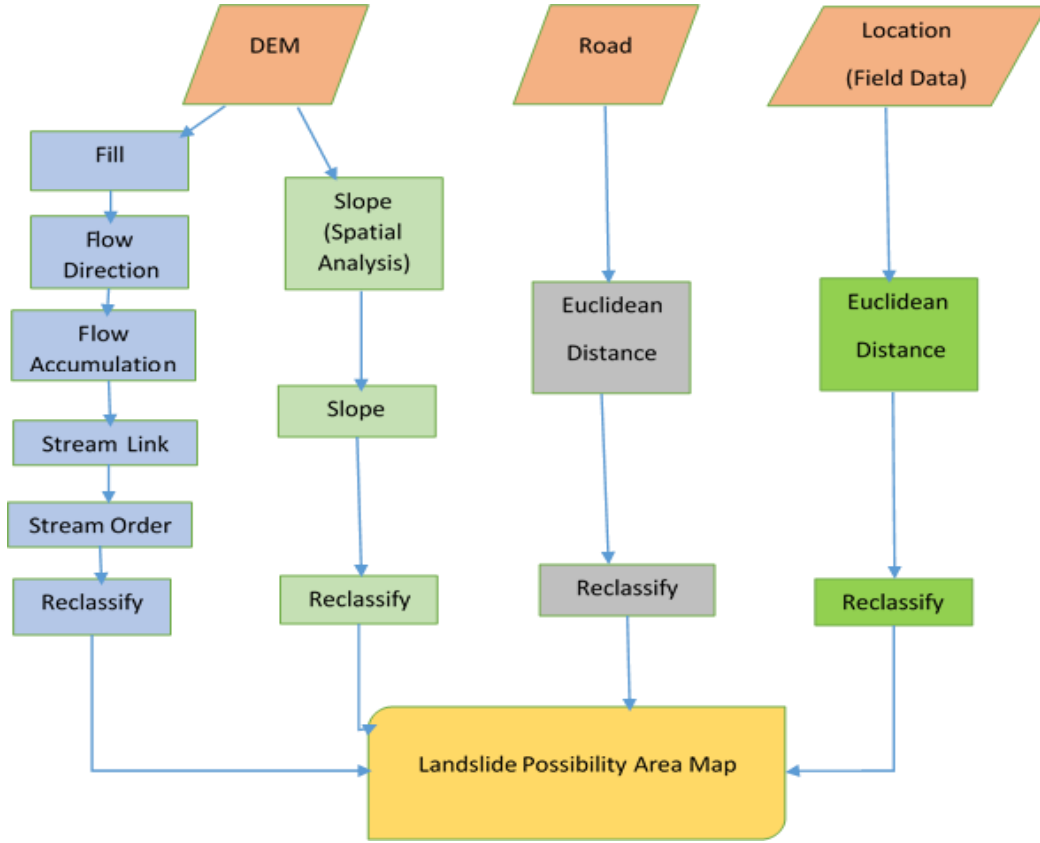 DEM
Road
Location
(Field Data)
Fill
Flow
Direction
Flow
Accumulation
Stream Link
Stream Order
Reclassify
Slope
(Spatial
Analysis)
Slope
Reclassify
Euclidean
Distance
Reclassify
Euclidean
Distance
Reclassify
Landslide Possibility Area Map